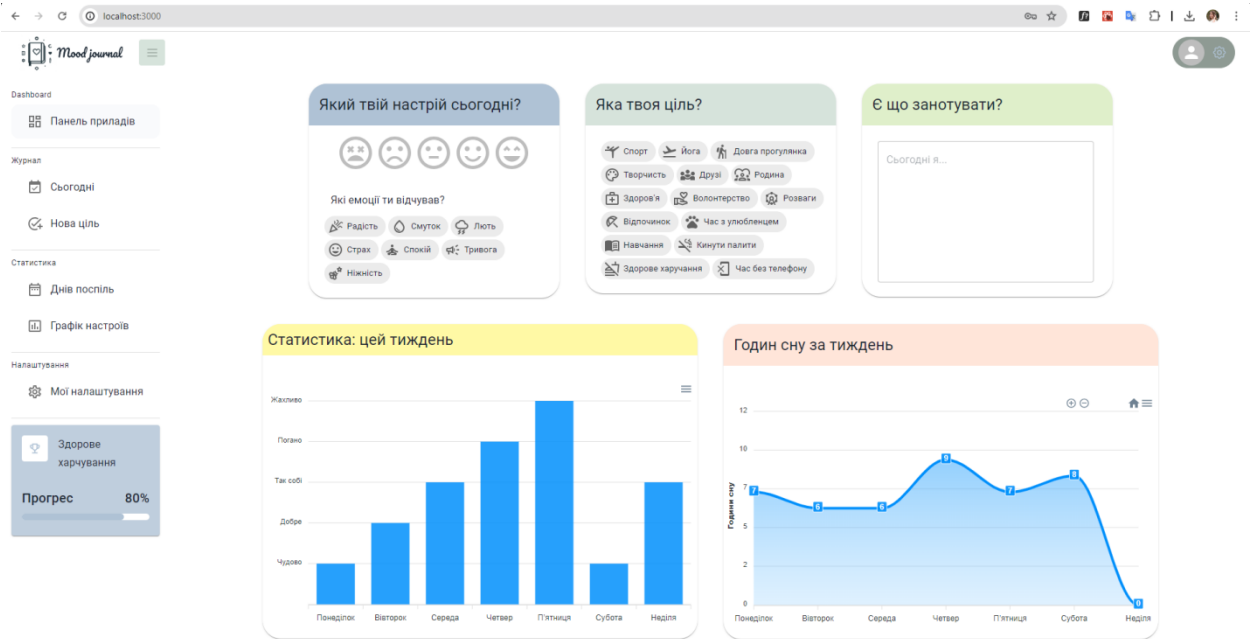 localhost:3000
Mood journal
Dashboard
Панель приладів
Журнал
Сьогодні
Нова ціль
Статистика
Днів поспіль
Графік настроїв
Налаштування
Мої налаштування
Здорове
харчування
Прогрес 80%
Який твій настрій сьогодні?
Які емоції ти відчував?
Радість Смуток Лють
Страх Спокій Тривога
Ніжність
Яка твоя ціль?
Спорт Йога Довга прогулянка
Творчість Друзі Родина
Здоров'я Волонтерство Розваги
Відпочинок Час з улюбленцем
Навчання Кинути палити
Здорове харучання Час без телефону
Є що занотувати?
Сьогодні я...
Статистика: цей тиждень
Жахливо
Погано
Так собі
Добре
Чудово
Понеділок Вівторок Середа Четвер П'ятниця Субота Неділя
Годин сну за тиждень
Години сну
12
10
7
5
2
0
7 6 6 9 7 8 0
Понеділок Вівторок Середа Четвер П'ятниця Субота Неділя